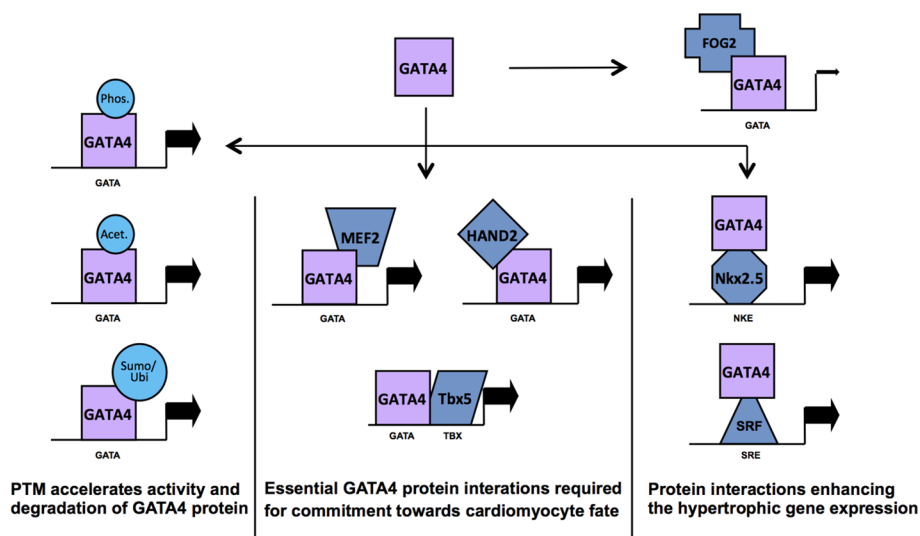 GATA4
FOG2
GATA4
GATA
Phos.
GATA4
GATA
Acet.
GATA4
GATA
Sumo/
Ubi
GATA4
GATA
PTM accelerates activity and
degradation of GATA4 protein
MEF2
GATA4
GATA
HAND2
GATA4
GATA
GATA4
Tbx5
GATA
TBX
Essential GATA4 protein interations required
for commitment towards cardiomyocyte fate
GATA4
Nkx2.5
NKE
GATA4
SRF
SRE
Protein interactions enhancing
the hypertrophic gene expression